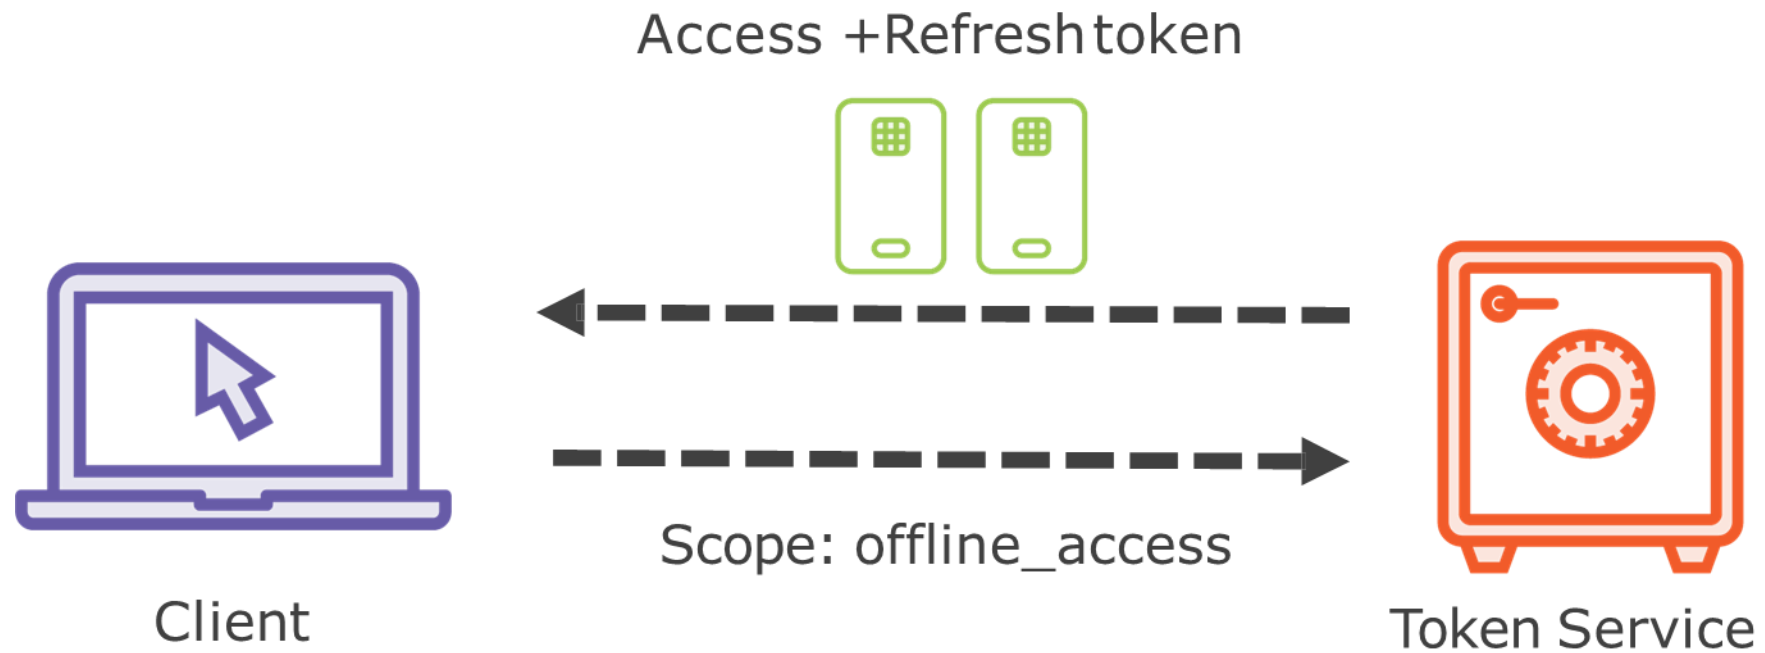 Access +Refresh token
Scope: offline_access
Client
Token Service